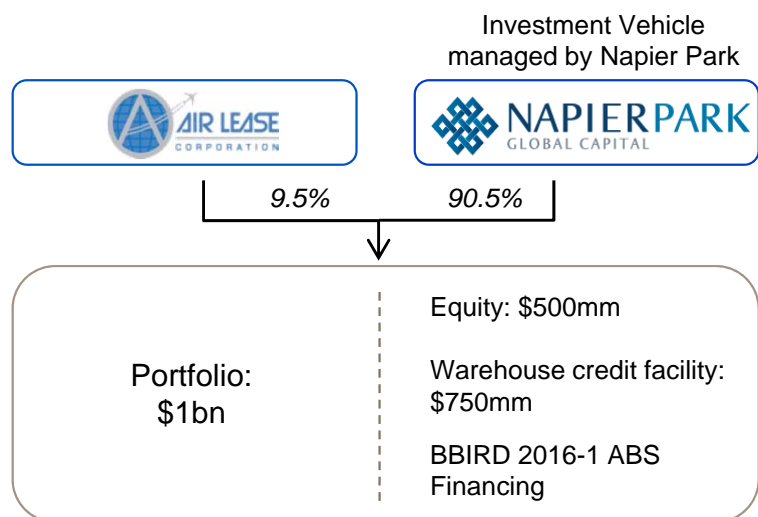 Investment Vehicle
managed by Napier Park
AIR LEASE
CORPORATION
NAPIERPARK
GLOBAL CAPITAL
9.5%
90.5%
Portfolio:
$1bn
Equity: $500mm
Warehouse credit facility:
$750mm
BBIRD 2016-1 ABS
Financing